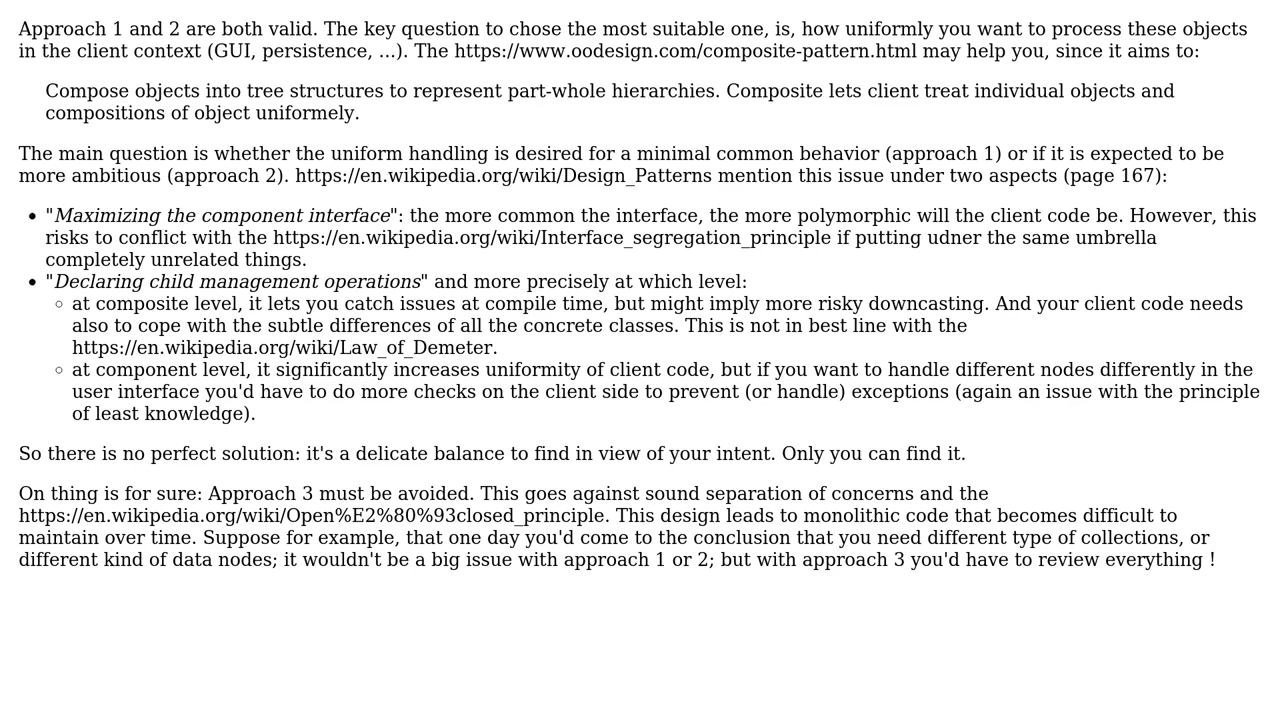 Approach 1 and 2 are both valid. The key question to chose the most suitable one, is, how uniformly you want to process these objects
in the client context (GUI, persistence, ...). The https://www.oodesign.com/composite-pattern.html may help you, since it aims to:
Compose objects into tree structures to represent part-whole hierarchies. Composite lets client treat individual objects and
compositions of object uniformely.
The main question is whether the uniform handling is desired for a minimal common behavior (approach 1) or if it is expected to be
more ambitious (approach 2). https://en.wikipedia.org/wiki/Design_Patterns mention this issue under two aspects (page 167):
• "Maximizing the component interface": the more common the interface, the more polymorphic will the client code be. However, this
risks to conflict with the https://en.wikipedia.org/wiki/Interface_segregation_principle if putting udner the same umbrella
completely unrelated things.
• "Declaring child management operations" and more precisely at which level:
◦ at composite level, it lets you catch issues at compile time, but might imply more risky downcasting. And your client code needs
also to cope with the subtle differences of all the concrete classes. This is not in best line with the
https://en.wikipedia.org/wiki/Law_of_Demeter.
◦ at component level, it significantly increases uniformity of client code, but if you want to handle different nodes differently in the
user interface you'd have to do more checks on the client side to prevent (or handle) exceptions (again an issue with the principle
of least knowledge).
So there is no perfect solution: it's a delicate balance to find in view of your intent. Only you can find it.
On thing is for sure: Approach 3 must be avoided. This goes against sound separation of concerns and the
https://en.wikipedia.org/wiki/Open%E2%80%93closed_principle. This design leads to monolithic code that becomes difficult to
maintain over time. Suppose for example, that one day you'd come to the conclusion that you need different type of collections, or
different kind of data nodes; it wouldn't be a big issue with approach 1 or 2; but with approach 3 you'd have to review everything !